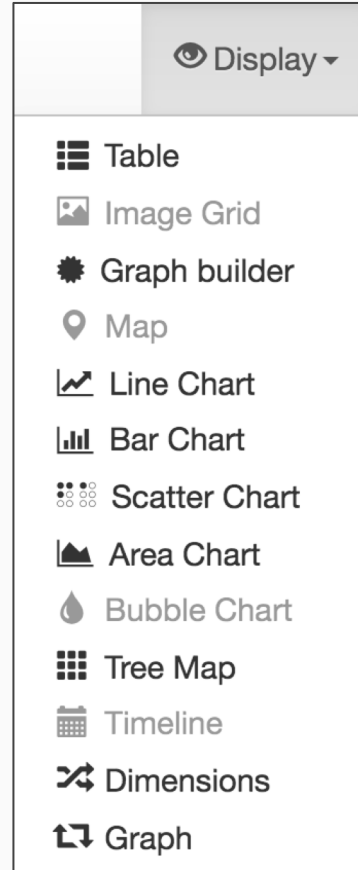 Display
Table
Image Grid
Graph builder
Map
Line Chart
Bar Chart
Scatter Chart
Area Chart
Bubble Chart
Tree Map
Timeline
Dimensions
Graph